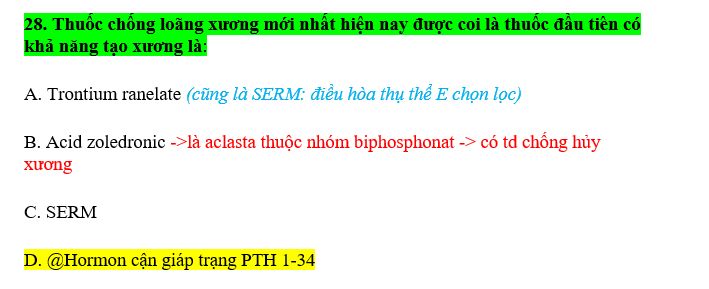 28. Thuốc chống loãng xương mới nhất hiện nay được coi là thuốc đầu tiên có
khả năng tạo xương là:
A. Trontium ranelate (cũng là SERM: điều hòa thụ thể E chọn lọc)
B. Acid zoledronic ->là aclasta thuộc nhóm biphosphonat -> có td chống hủy
xương
C. SERM
D. @Hormon cận giáp trạng PTH 1-34